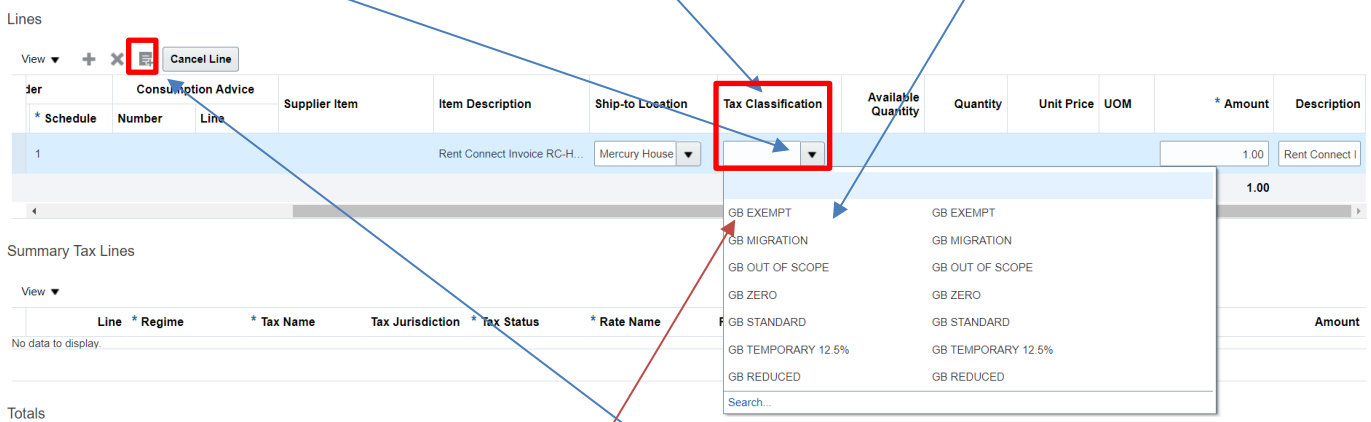 Lines
View
Cancel Line
der
Consumption Advice
Supplier Item
Item Description
Ship-to Location
Tax Classification
Available Quantity
Quantity
Unit Price
UOM
* Amount
Description
* Schedule
Number
Line
1
Rent Connect Invoice RC-H...
Mercury House
1.00
Rent Connect I
1.00
GB EXEMPT GB EXEMPT
GB MIGRATION GB MIGRATION
GB OUT OF SCOPE GB OUT OF SCOPE
GB ZERO GB ZERO
GB STANDARD GB STANDARD
GB TEMPORARY 12.5% GB TEMPORARY 12.5%
GB REDUCED GB REDUCED
Search...
Summary Tax Lines
View
Line * Regime * Tax Name Tax Jurisdiction * Tax Status * Rate Name Amount
No data to display.
Totals